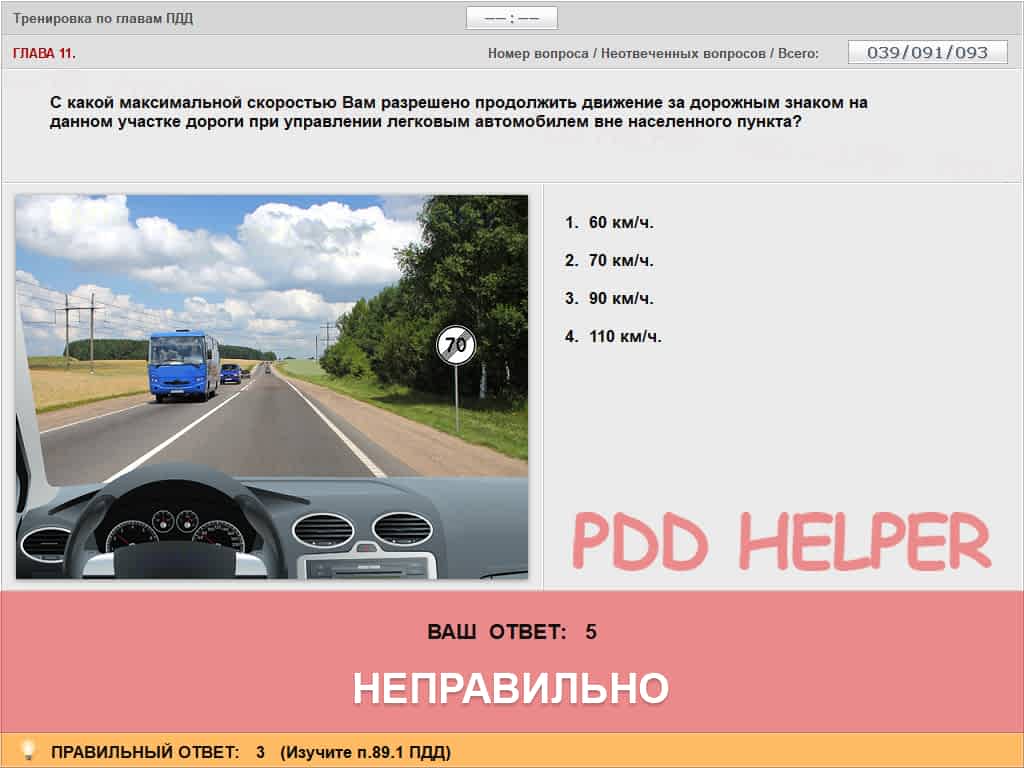 Тренировка по главам ПДД
—— : ——
ГЛАВА 11.
Номер вопроса / Неотвеченных вопросов / Всего:
039/091/093
С какой максимальной скоростью Вам разрешено продолжить движение за дорожным знаком на
данном участке дороги при управлении легковым автомобилем вне населенного пункта?
70
1. 60 км/ч.
2. 70 км/ч.
3. 90 км/ч.
4. 110 км/ч.
PDD HELPER
ВАШ ОТВЕТ: 5
НЕПРАВИЛЬНО
ПРАВИЛЬНЫЙ ОТВЕТ: 3 (Изучите п.89.1 ПДД)